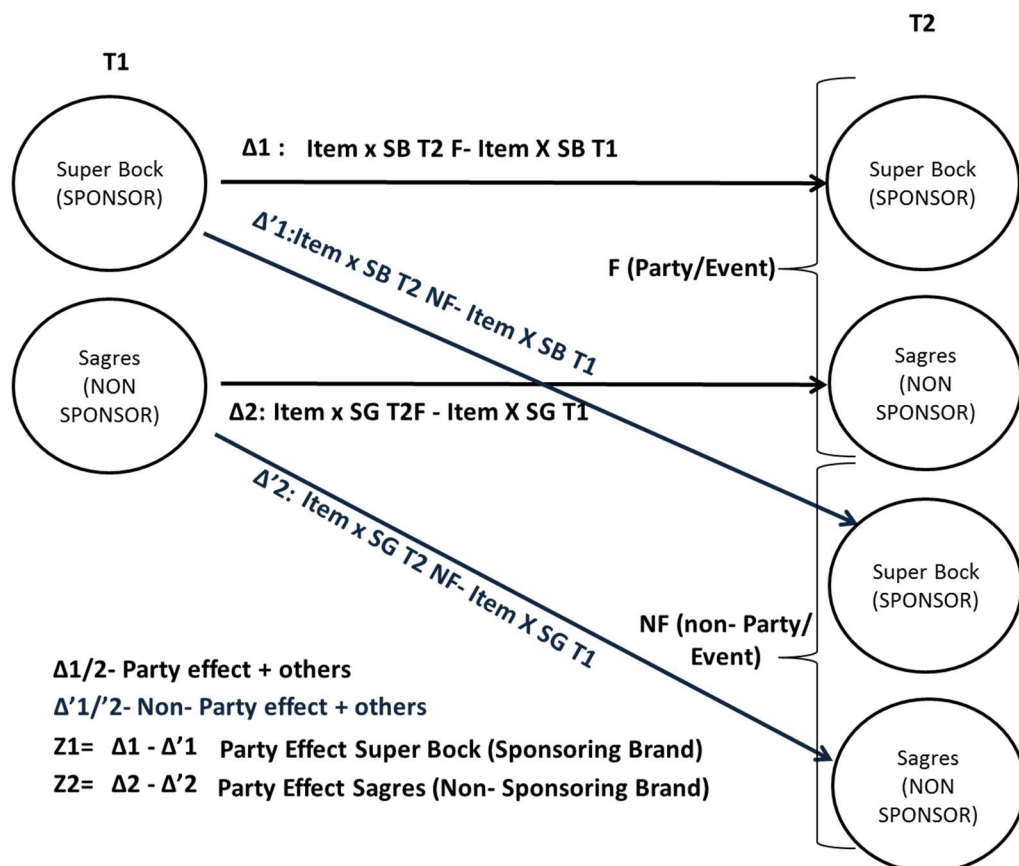 T2
T1
Super Bock
(SPONSOR)
Δ1 : Item x SB T2 F- Item X SB T1
Super Bock
(SPONSOR)
Δ'1:Item x SB T2 NF- Item X SB T1
F (Party/Event)
Sagres
(NON
SPONSOR)
Δ2: Item x SG T2F - Item X SG T1
Sagres
(NON
SPONSOR)
Δ'2: Item x SG T2 NF- Item X SG T1
Super Bock
(SPONSOR)
NF (non- Party/
Event)
Δ1/2- Party effect + others
Δ'1/'2- Non- Party effect + others
Z1= Δ1 - Δ'1 Party Effect Super Bock (Sponsoring Brand)
Z2= Δ2 - Δ'2 Party Effect Sagres (Non- Sponsoring Brand)
Sagres
(NON
SPONSOR)